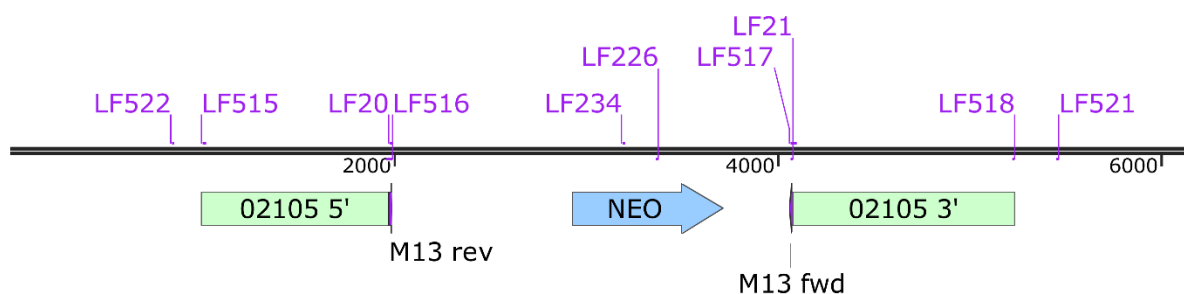 LF21
LF226 LF517
LF522 LF515 LF20 LF516 LF234 LF518 LF521
2000 4000 6000
02105 5' NEO 02105 3'
M13 rev
M13 fwd